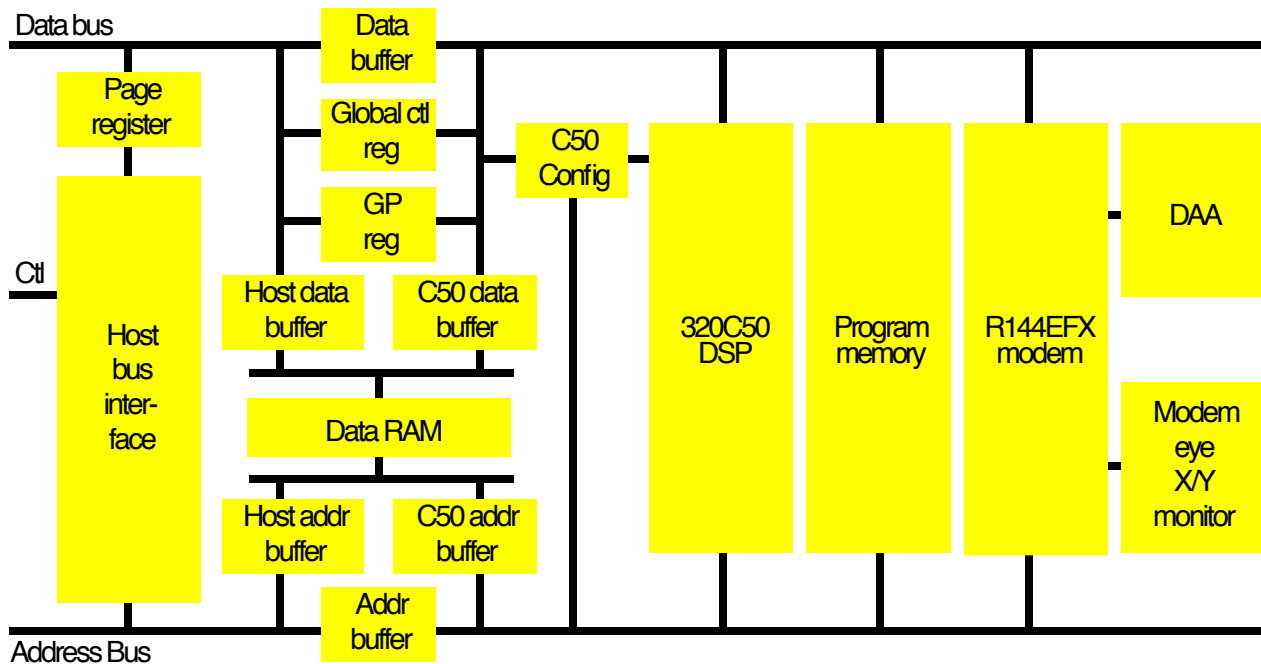 Data bus
Data
buffer
Page
register
Global ctl
reg
C50
Config
GP
reg
DAA
Ctl
Host data
buffer
C50 data
buffer
Host
bus
inter-
face
320C50
DSP
Program
memory
R144EFX
modem
Data RAM
Modem
eye
X/Y
monitor
Host addr
buffer
C50 addr
buffer
Addr
buffer
Address Bus